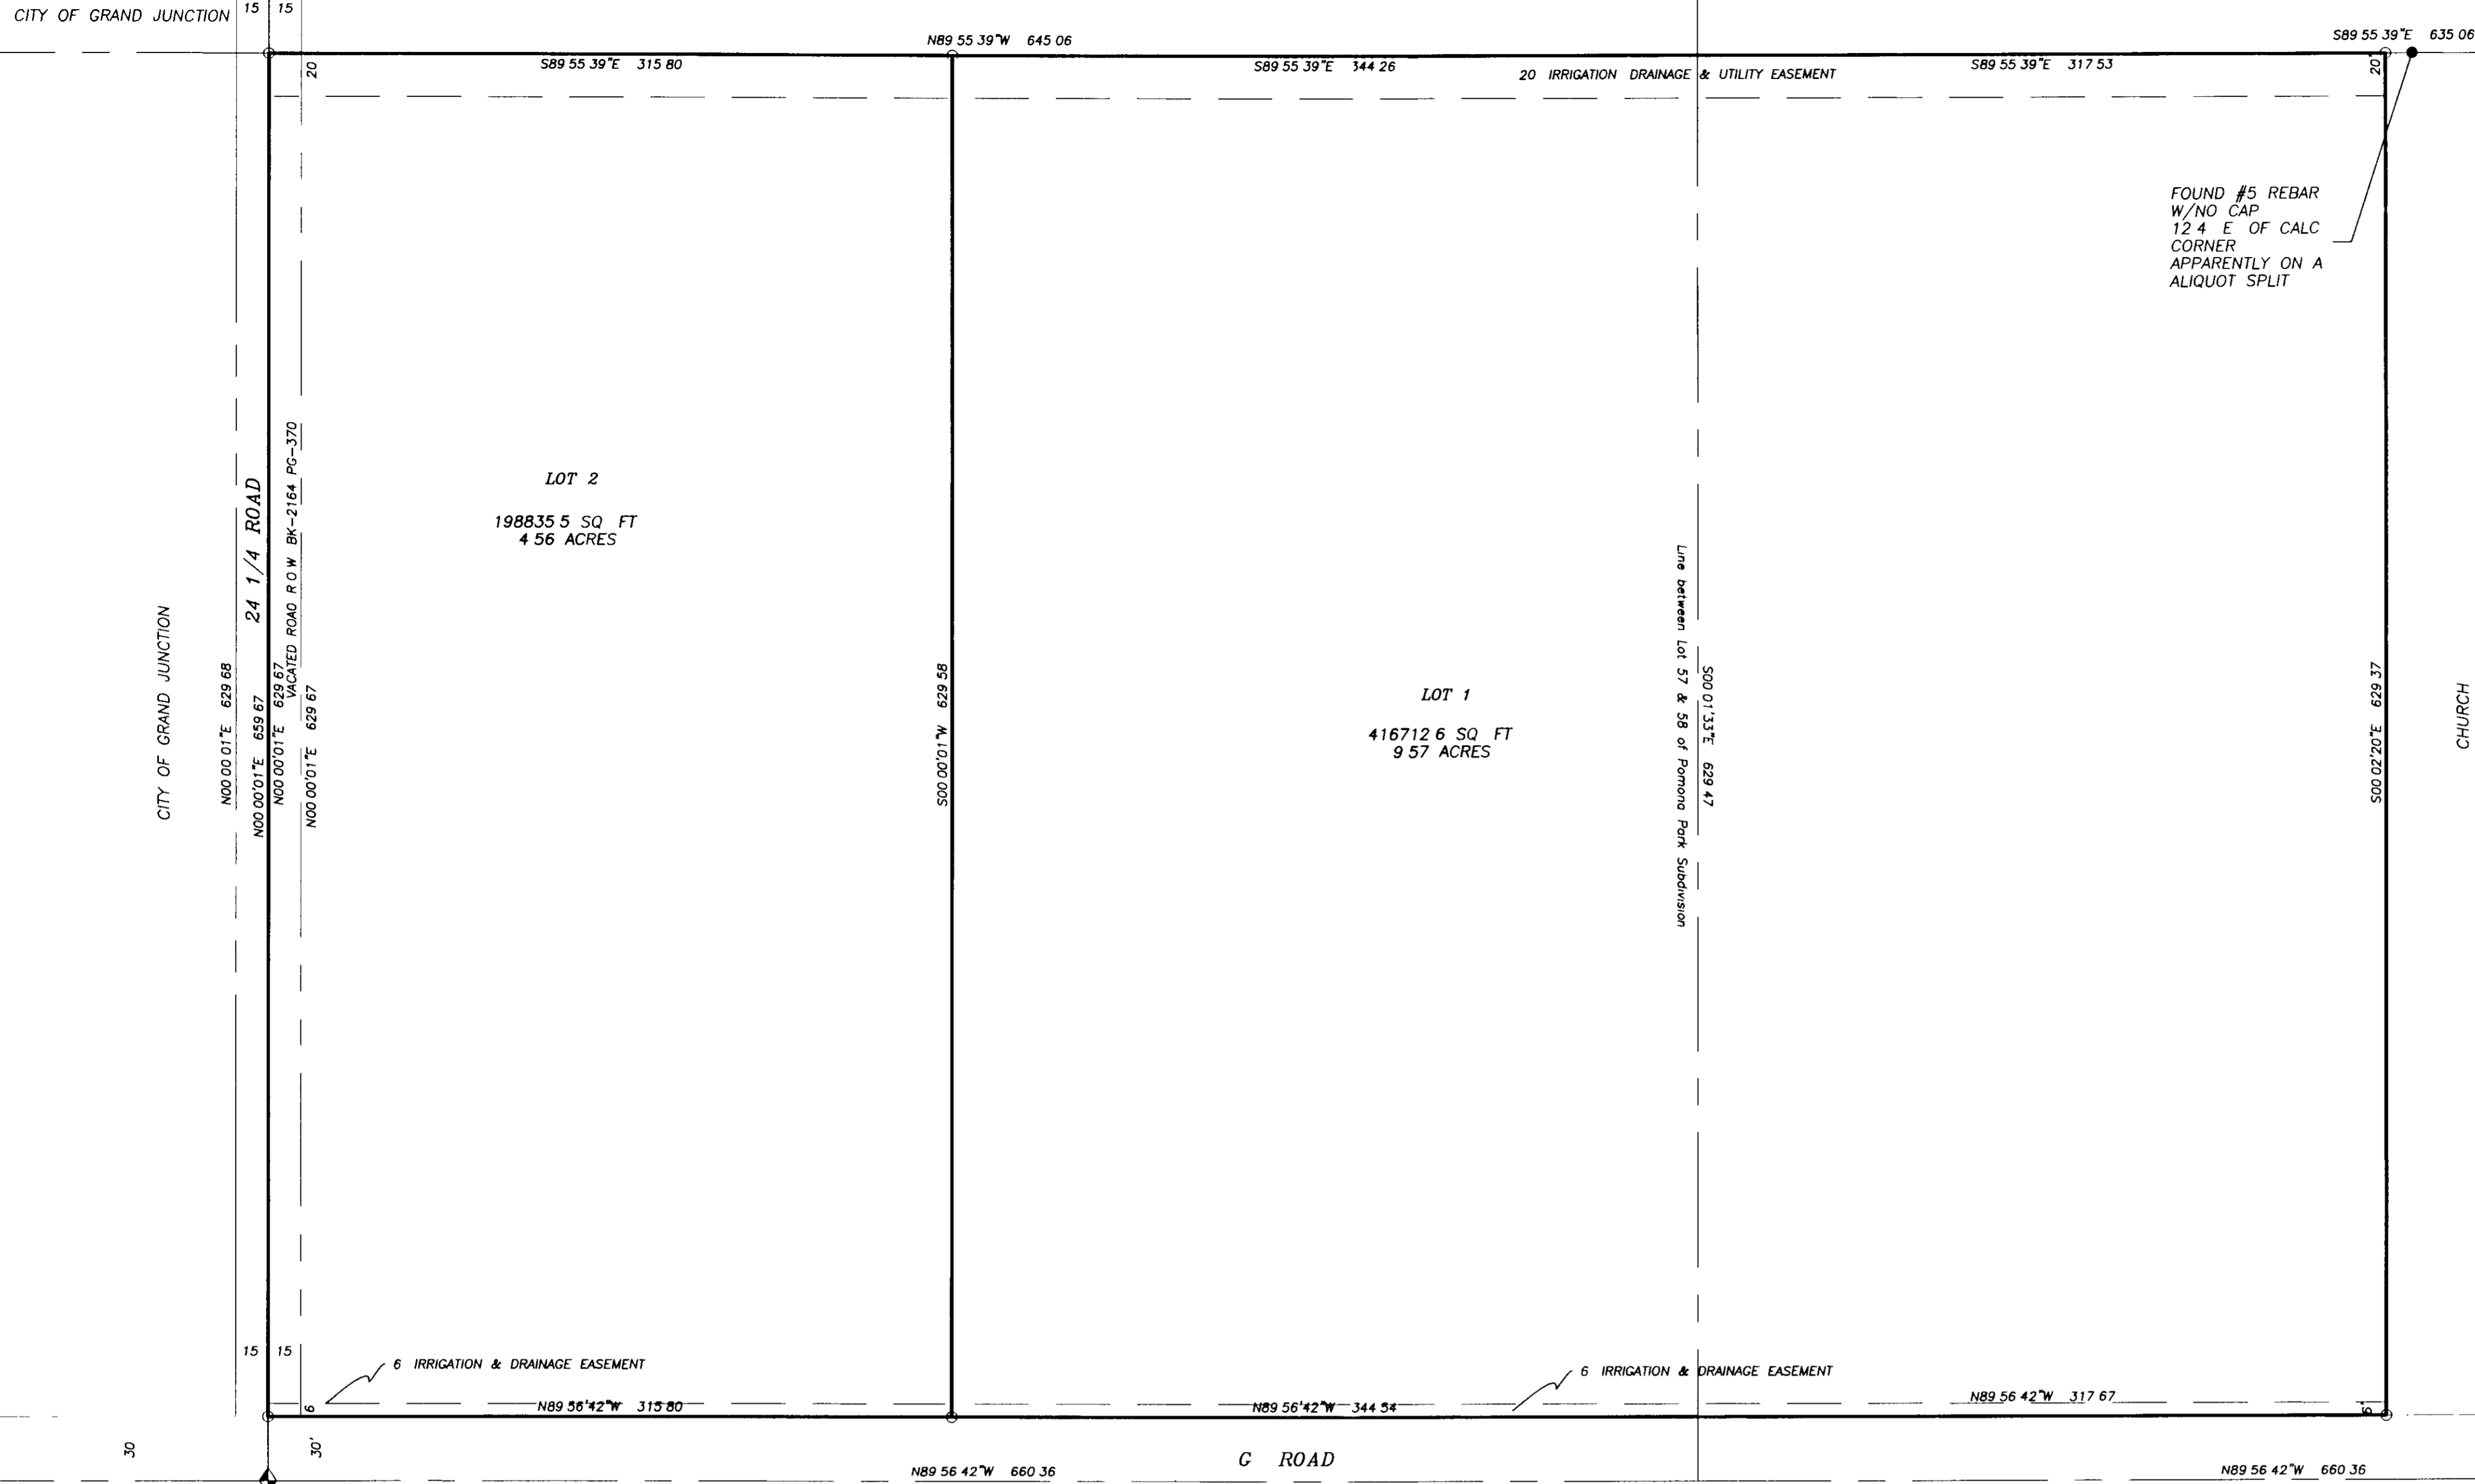 CITY OF GRAND JUNCTION
15 15
N89 55 39"W 645 06
S89 55 39"E 635 06
S89 55 39"E 315 80
S89 55 39"E 344 26
S89 55 39"E 317 53
20
20 IRRIGATION DRAINAGE & UTILITY EASEMENT
20'
FOUND #5 REBAR
W/NO CAP
12 4 E OF CALC
CORNER
APPARENTLY ON A
ALIQUOT SPLIT
LOT 2
198835 5 SQ FT
4 56 ACRES
24 1/4 ROAD
VACATED ROAD R O W BK-2164 PG-370
CITY OF GRAND JUNCTION
N00 00 01"E 629 68
N00 00'01"E 659 67
N00 00'01"E 629 67
N00 00'01"E 629 67
S00 00'01"W 629 58
LOT 1
416712 6 SQ FT
9 57 ACRES
Line between Lot 57 & 58 of Pomona Park Subdivision
S00 01'33"E 629 47
S00 02'02"E 629 37
CHURCH
15 15
6 IRRIGATION & DRAINAGE EASEMENT
6 IRRIGATION & DRAINAGE EASEMENT
6
N89 56'42"W 315 80
N89 56'42"W 344 54
N89 56 42"W 317 67
6'
30
30'
G ROAD
N89 56 42"W 660 36
N89 56 42"W 660 36